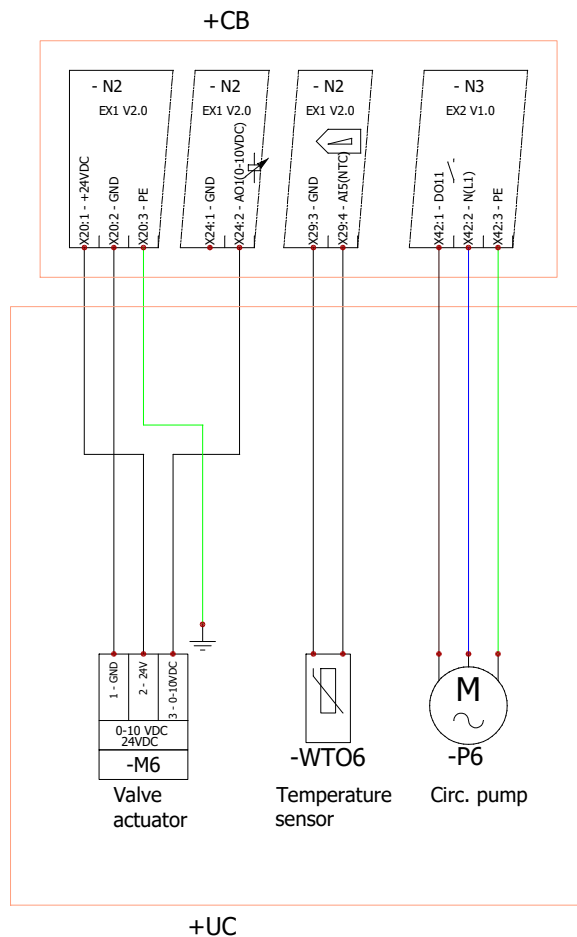 +CB
- N2
EX1 V2.0
X20:1 - +24VDC
X20:2 - GND
X20:3 - PE
- N2
EX1 V2.0
X24:1 - GND
X24:2 - AO1(0-10VDC)
- N2
EX1 V2.0
X29:3 - GND
X29:4 - AI5(NTC)
- N3
EX2 V1.0
X42:1 - DO11
X42:2 - N(L1)
X42:3 - PE
1 - GND
2 - 24V
3 - 0-10VDC
0-10 VDC
24VDC
-M6
Valve
actuator
-WTO6
Temperature
sensor
M
-P6
Circ. pump
+UC